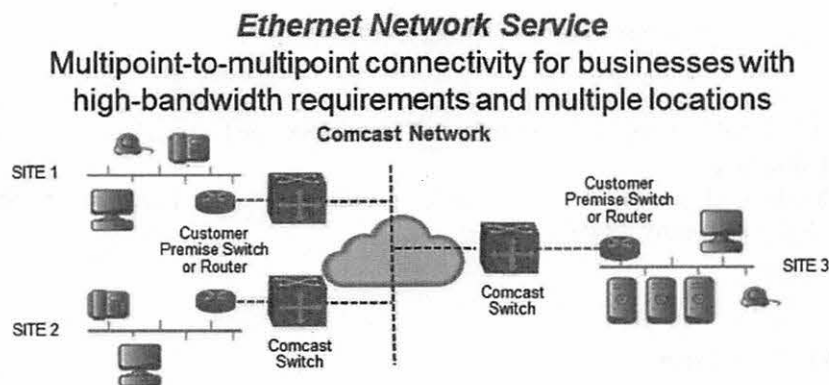 Ethernet Network Service
Multipoint-to-multipoint connectivity for businesses with
high-bandwidth requirements and multiple locations
Comcast Network
SITE 1
Customer
Premise Switch
or Router
Customer
Premise Switch
or Router
SITE 3
Comcast
Switch
SITE 2
Comcast
Switch